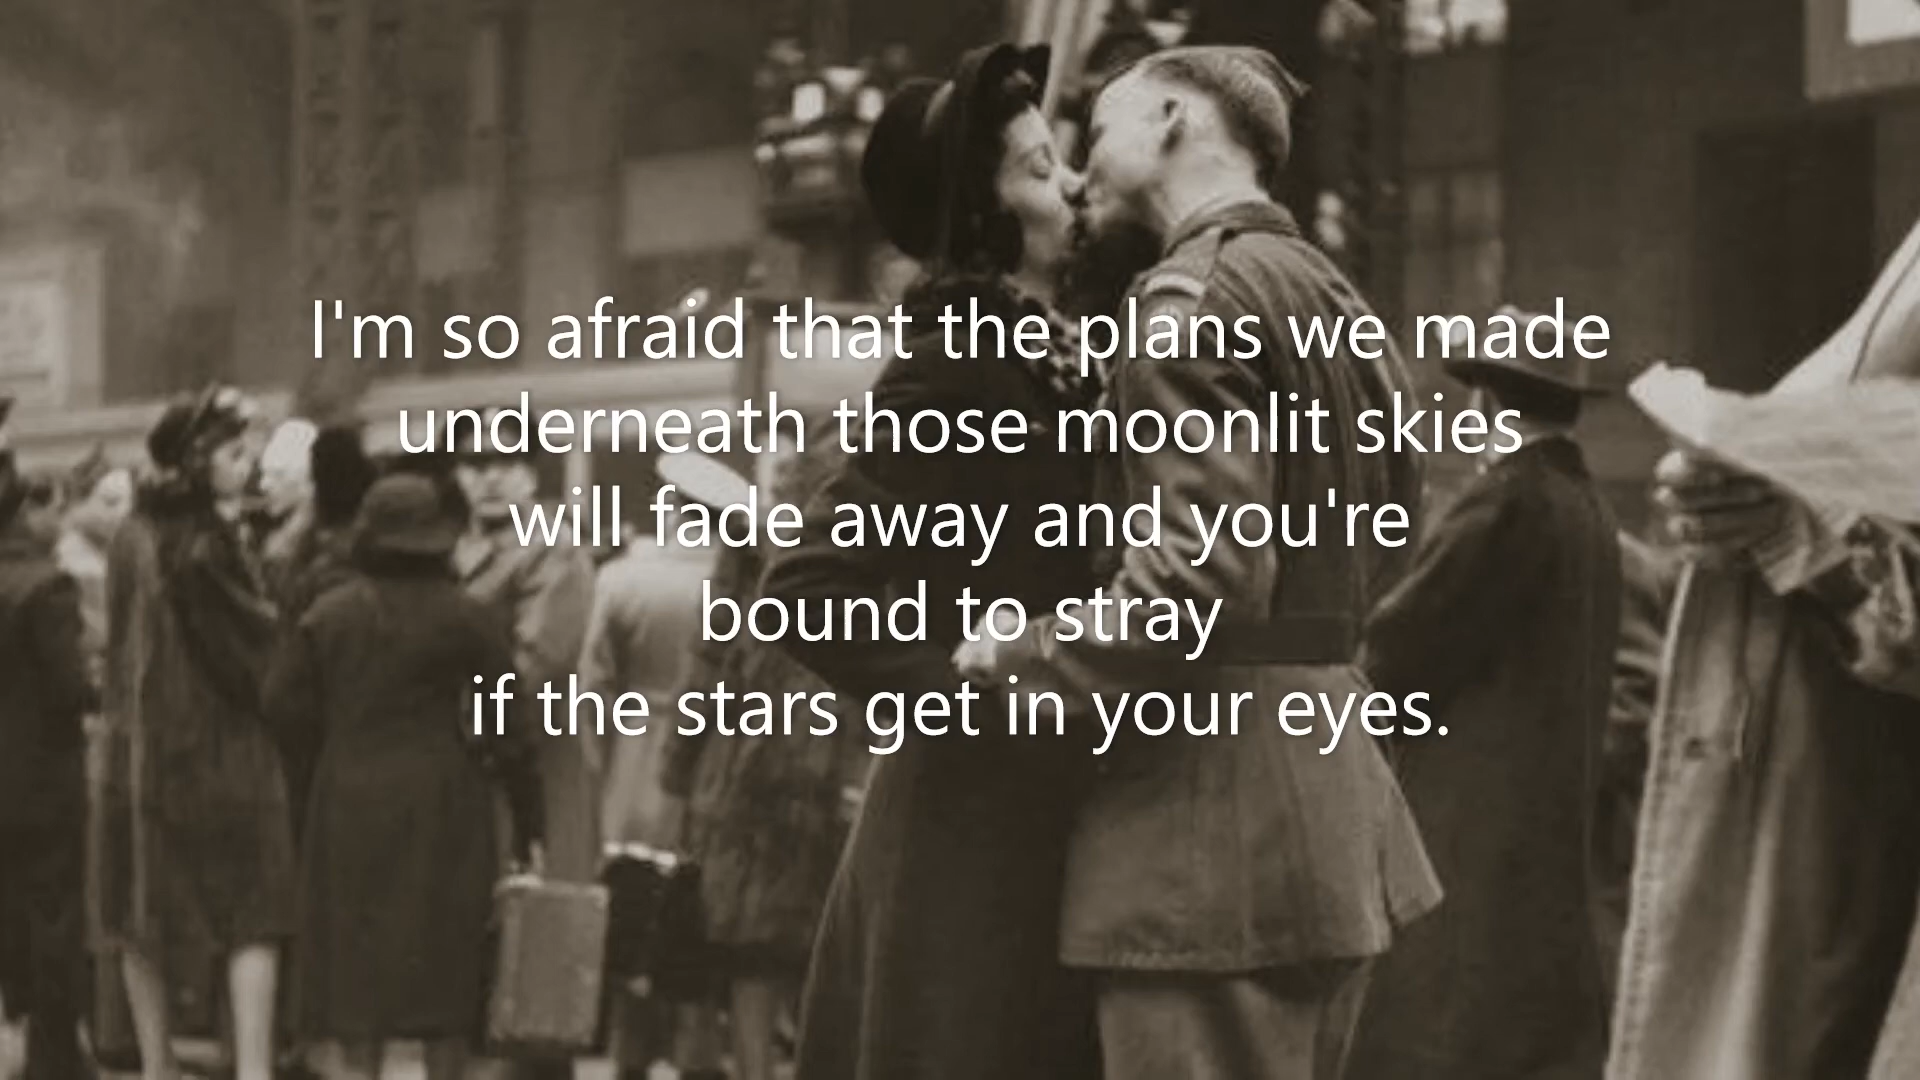 I'm so afraid that the plans we made
underneath those moonlit skies
will fade away and you're
bound to stray
if the stars get in your eyes.